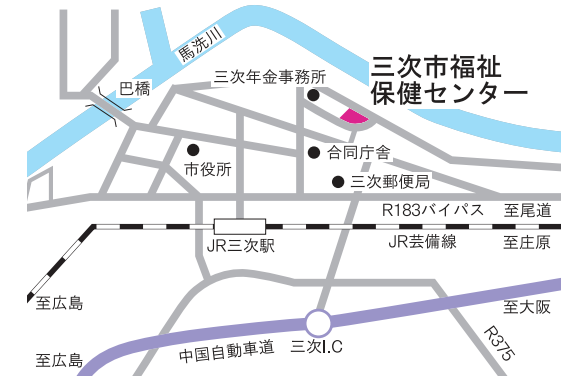 馬洗川
巴橋
三次年金事務所
三次市福祉
保健センター
市役所
合同庁舎
三次郵便局
R183バイパス
至尾道
JR三次駅
JR芸備線
至庄原
至広島
至大阪
三次I.C
中国自動車道
R375
至広島